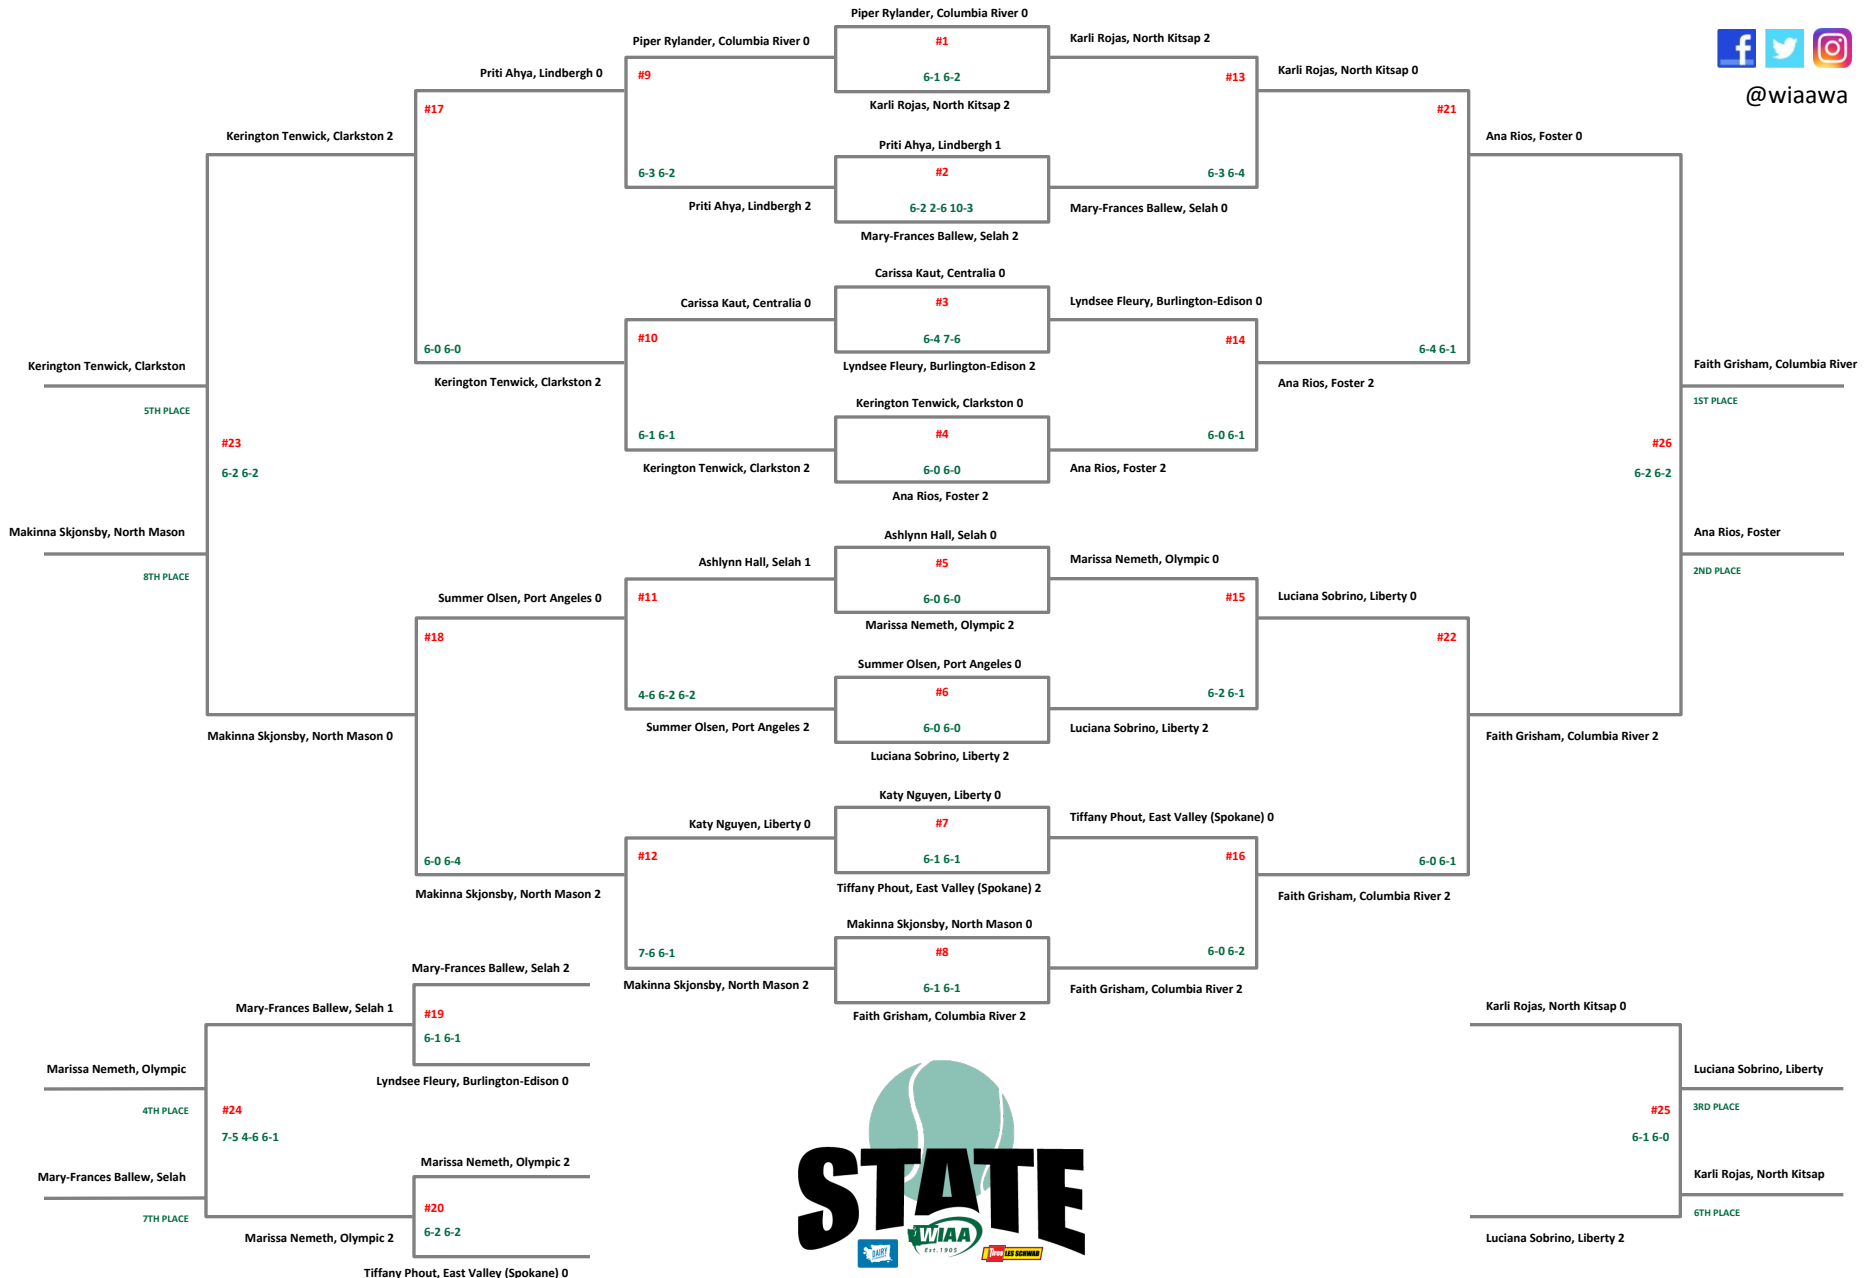 Piper Rylander, Columbia River 0
Piper Rylander, Columbia River 0
#1
Karli Rojas, North Kitsap 2
Priti Ahya, Lindbergh 0
#9
6-1 6-2
#13
Karli Rojas, North Kitsap 0
@wiaawa
#17
Karli Rojas, North Kitsap 2
#21
Kerington Tenwick, Clarkston 2
Priti Ahya, Lindbergh 1
Ana Rios, Foster 0
6-3 6-2
#2
6-3 6-4
Priti Ahya, Lindbergh 2
6-2 2-6 10-3
Mary-Frances Ballew, Selah 0
Mary-Frances Ballew, Selah 2
Carissa Kaut, Centralia 0
Carissa Kaut, Centralia 0
#3
Lyndsee Fleury, Burlington-Edison 0
#10
6-4 7-6
#14
6-0 6-0
6-4 6-1
Kerington Tenwick, Clarkston
Lyndsee Fleury, Burlington-Edison 2
Faith Grisham, Columbia River
Kerington Tenwick, Clarkston 2
Ana Rios, Foster 2
5TH PLACE
Kerington Tenwick, Clarkston 0
1ST PLACE
#23
6-1 6-1
#4
6-0 6-1
#26
6-2 6-2
Kerington Tenwick, Clarkston 2
6-0 6-0
Ana Rios, Foster 2
6-2 6-2
Ana Rios, Foster 2
Makinna Skjonsby, North Mason
Ashlynn Hall, Selah 0
Ana Rios, Foster
8TH PLACE
Ashlynn Hall, Selah 1
#5
Marissa Nemeth, Olympic 0
2ND PLACE
Summer Olsen, Port Angeles 0
#11
6-0 6-0
#15
Luciana Sobrino, Liberty 0
#18
Marissa Nemeth, Olympic 2
#22
Summer Olsen, Port Angeles 0
4-6 6-2 6-2
#6
6-2 6-1
Summer Olsen, Port Angeles 2
6-0 6-0
Luciana Sobrino, Liberty 2
Makinna Skjonsby, North Mason 0
Luciana Sobrino, Liberty 2
Faith Grisham, Columbia River 2
Katy Nguyen, Liberty 0
Katy Nguyen, Liberty 0
#7
Tiffany Phout, East Valley (Spokane) 0
6-0 6-4
#12
6-1 6-1
#16
6-0 6-1
Makinna Skjonsby, North Mason 2
Tiffany Phout, East Valley (Spokane) 2
Faith Grisham, Columbia River 2
Makinna Skjonsby, North Mason 0
7-6 6-1
#8
6-0 6-2
Mary-Frances Ballew, Selah 2
Makinna Skjonsby, North Mason 2
6-1 6-1
Faith Grisham, Columbia River 2
Mary-Frances Ballew, Selah 1
#19
Faith Grisham, Columbia River 2
Karli Rojas, North Kitsap 0
6-1 6-1
Marissa Nemeth, Olympic
Lyndsee Fleury, Burlington-Edison 0
Luciana Sobrino, Liberty
4TH PLACE
#24
#25
3RD PLACE
7-5 4-6 6-1
6-1 6-0
Mary-Frances Ballew, Selah
Marissa Nemeth, Olympic 2
Karli Rojas, North Kitsap
7TH PLACE
#20
6TH PLACE
Marissa Nemeth, Olympic 2
6-2 6-2
Luciana Sobrino, Liberty 2
Tiffany Phout, East Valley (Spokane) 0
STATE
WIAA
Est. 1905
DAIRY
Tires LES SCHWAB